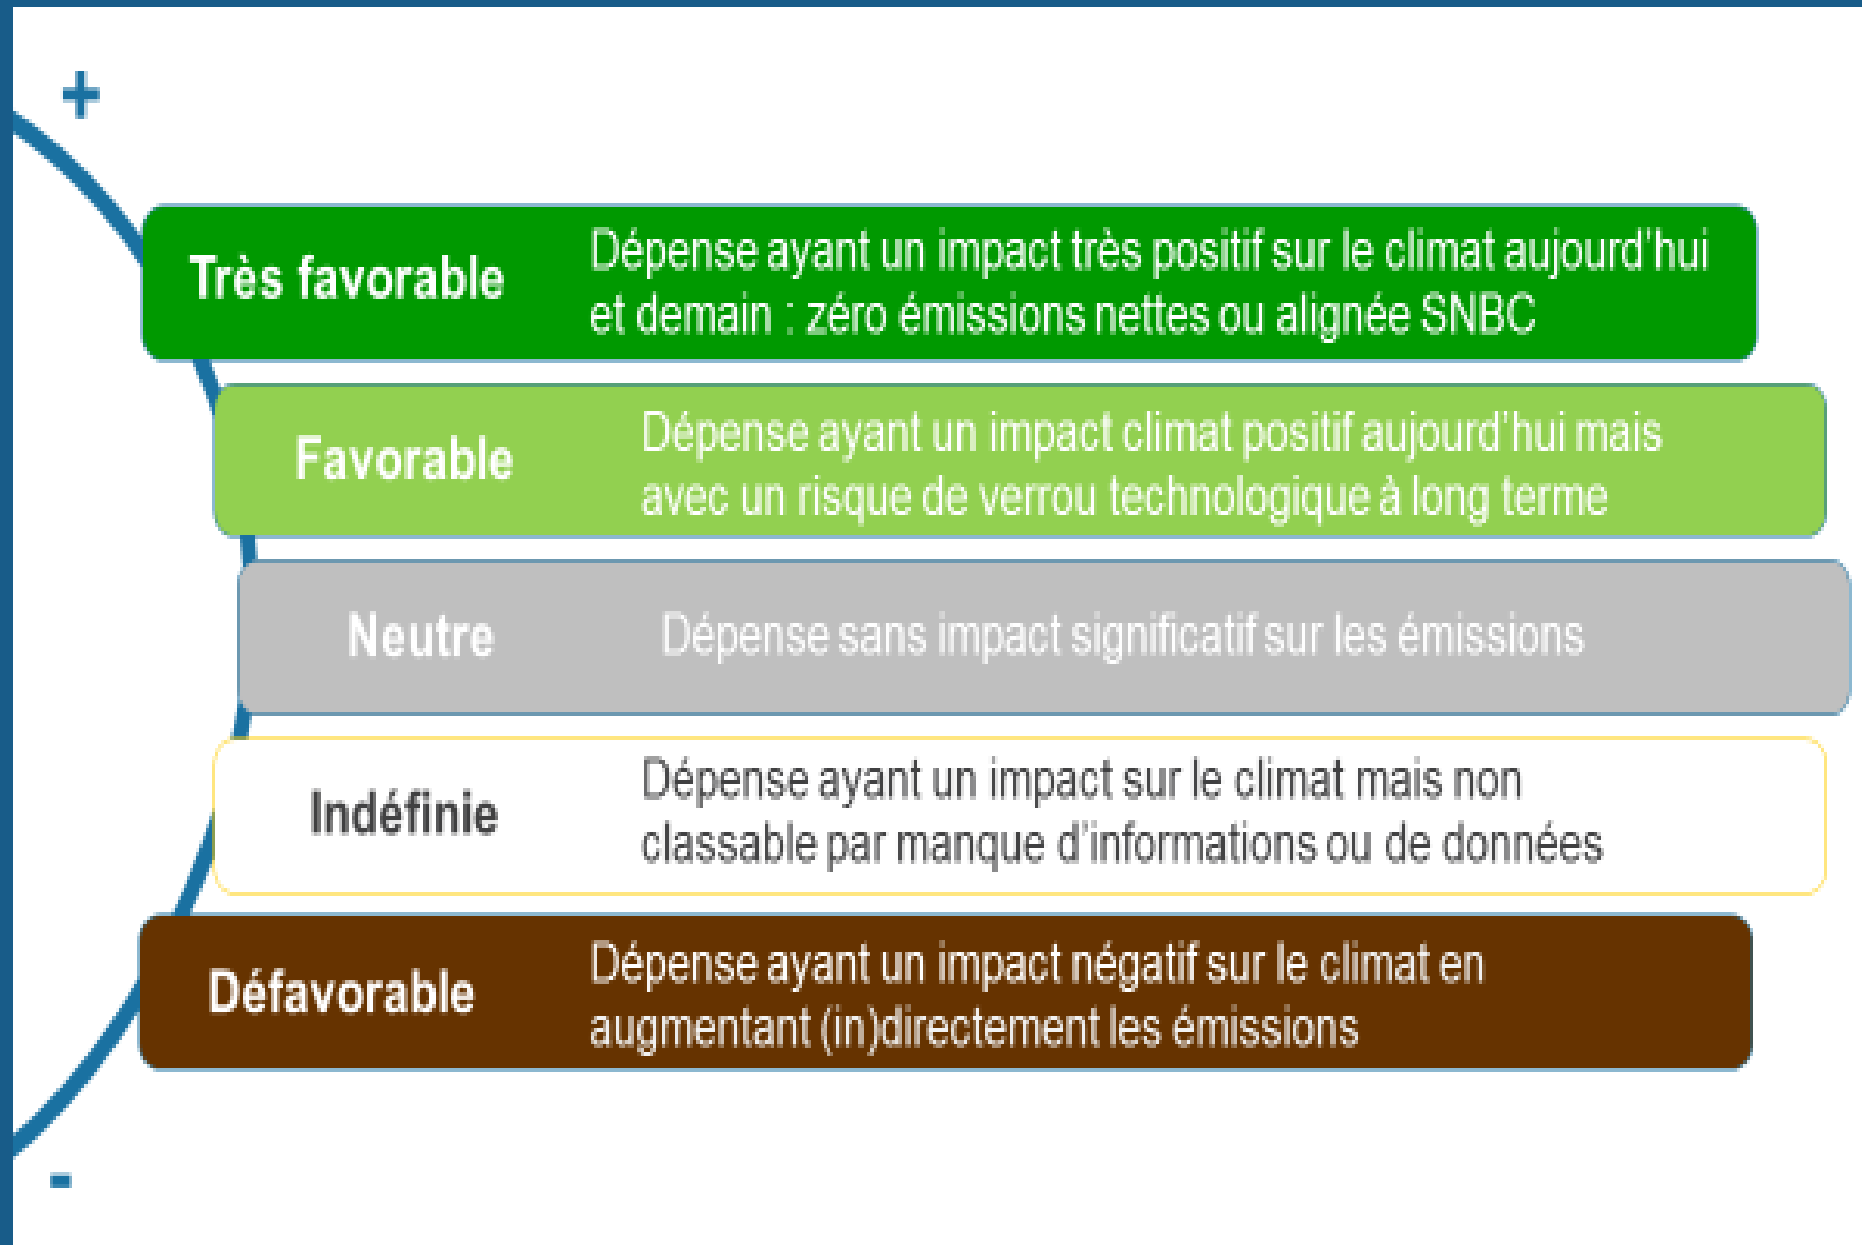 +
Très favorable
Dépense ayant un impact très positif sur le climat aujourd'hui
et demain : zéro émissions nettes ou alignée SNBC
Favorable
Dépense ayant un impact climat positif aujourd'hui mais
avec un risque de verrou technologique à long terme
Neutre
Dépense sans impact significatif sur les émissions
Indéfinie
Dépense ayant un impact sur le climat mais non
classable par manque d'informations ou de données
Défavorable
Dépense ayant un impact négatif sur le climat en
augmentant (in)directement les émissions
-